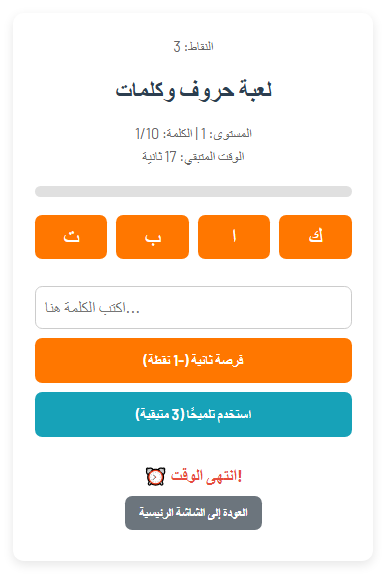 النقاط: 3
لعبة حروف وكلمات
المستوى: 1 | الكلمة: 1/10
الوقت المتبقي: 17 ثانية
ك ا ب ت
اكتب الكلمة هنا...
فرصة ثانية (-1 نقطة)
استخدم تلميحًا (3 متبقية)
انتهى الوقت! ⏰
العودة إلى الشاشة الرئيسية